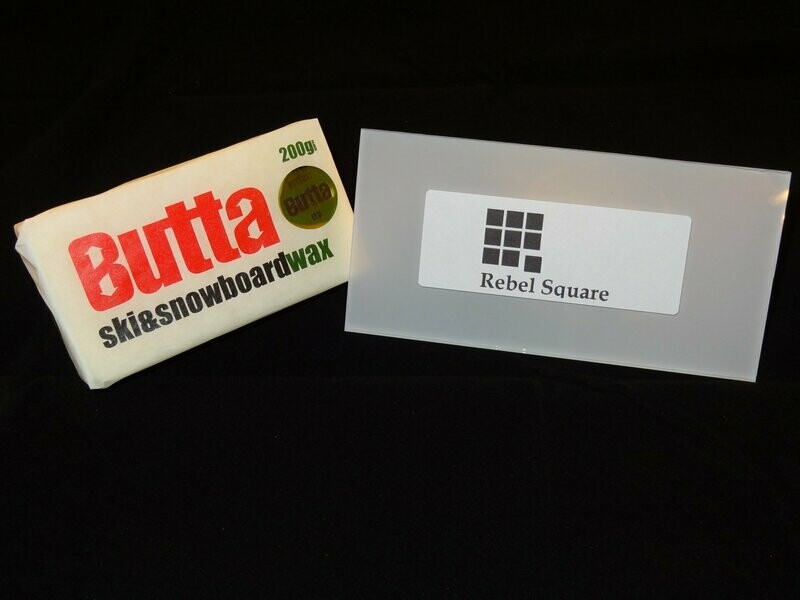 200g
Butta
Butta
ski&snowboardwax
Rebel Square